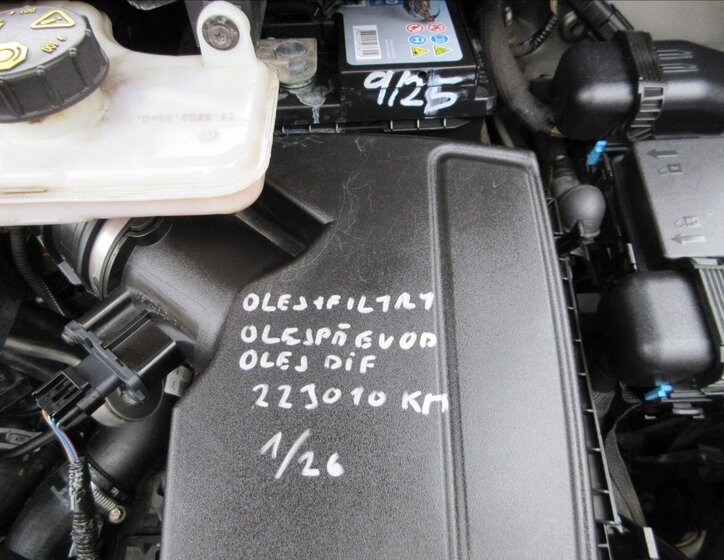 9/25
OLEJ+FILTRY
OLEJ PŘEVOD
OLEJ DIF
223010 KM
1/26